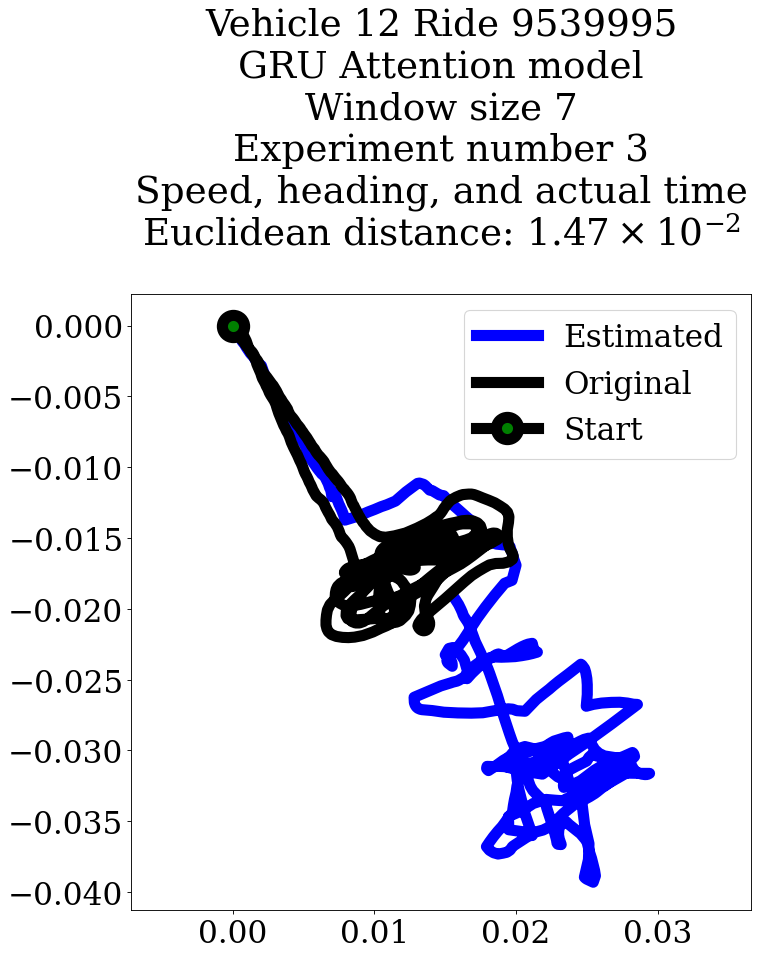 Vehicle 12 Ride 9539995
GRU Attention model
Window size 7
Experiment number 3
Speed, heading, and actual time
Euclidean distance: 1.47 × 10⁻²
Estimated
Original
Start
0.000
−0.005
−0.010
−0.015
−0.020
−0.025
−0.030
−0.035
−0.040
0.00 0.01 0.02 0.03